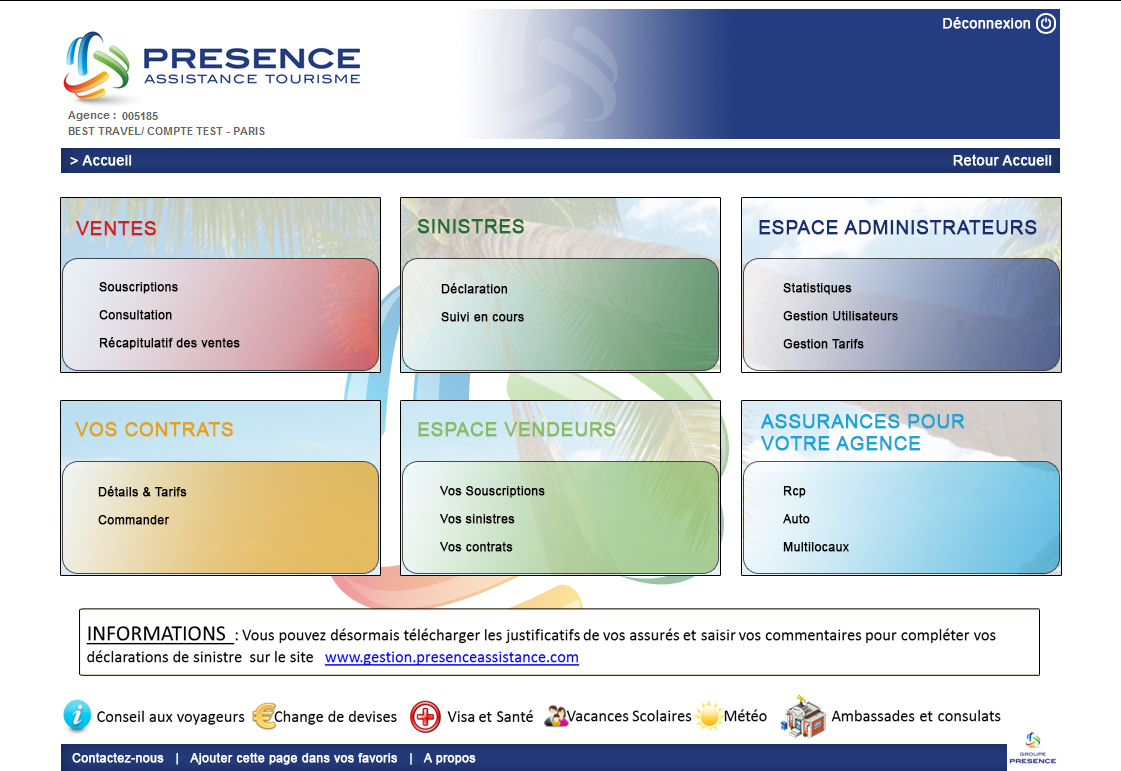 Déconnexion
PRESENCE
ASSISTANCE TOURISME
Agence : 005185
BEST TRAVEL/ COMPTE TEST - PARIS
> Accueil
Retour Accueil
VENTES
Souscriptions
Consultation
Récapitulatif des ventes
SINISTRES
Déclaration
Suivi en cours
ESPACE ADMINISTRATEURS
Statistiques
Gestion Utilisateurs
Gestion Tarifs
VOS CONTRATS
Détails & Tarifs
Commander
ESPACE VENDEURS
Vos Souscriptions
Vos sinistres
Vos contrats
ASSURANCES POUR
VOTRE AGENCE
Rcp
Auto
Multilocaux
INFORMATIONS : Vous pouvez désormais télécharger les justificatifs de vos assurés et saisir vos commentaires pour compléter vos
déclarations de sinistre sur le site www.gestion.presenceassistance.com
Conseil aux voyageurs Change de devises Visa et Santé Vacances Scolaires Météo Ambassades et consulats
Contactez-nous | Ajouter cette page dans vos favoris | A propos
GROUPE
PRESENCE